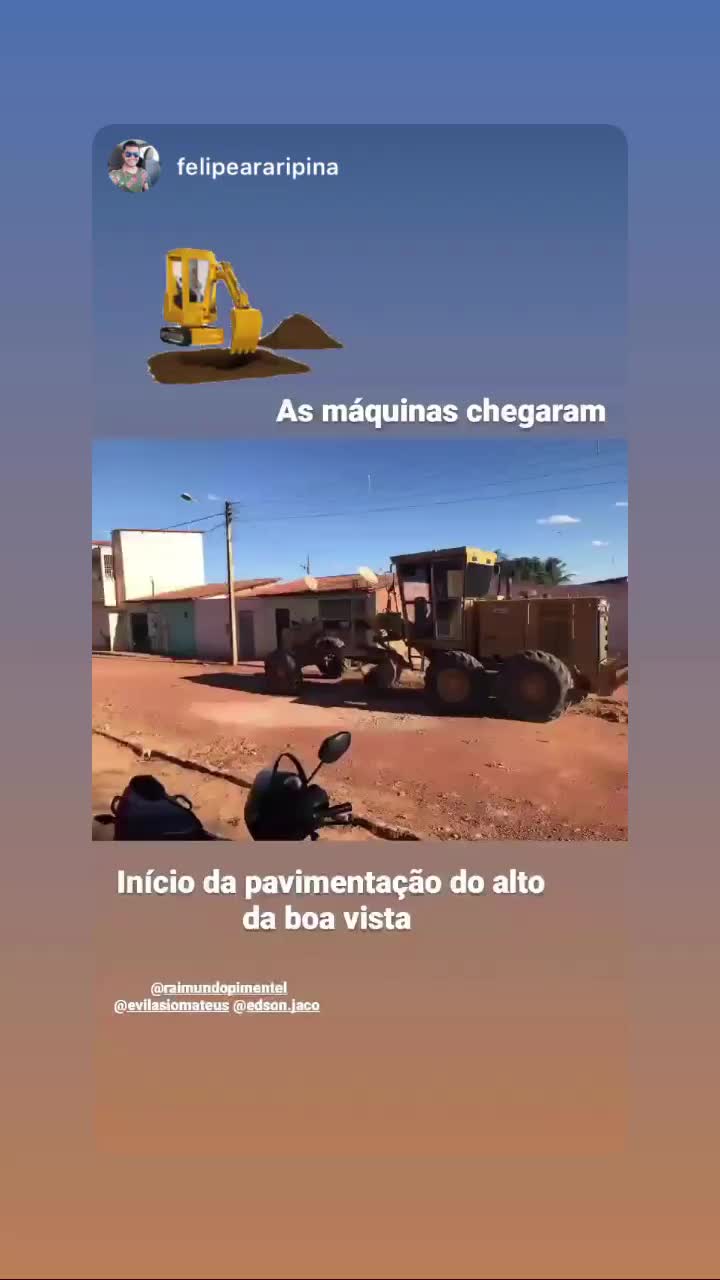 felipeararipina
As máquinas chegaram
Início da pavimentação do alto
da boa vista
@raimundopimentel
@evilasiomateus @edson.jaco